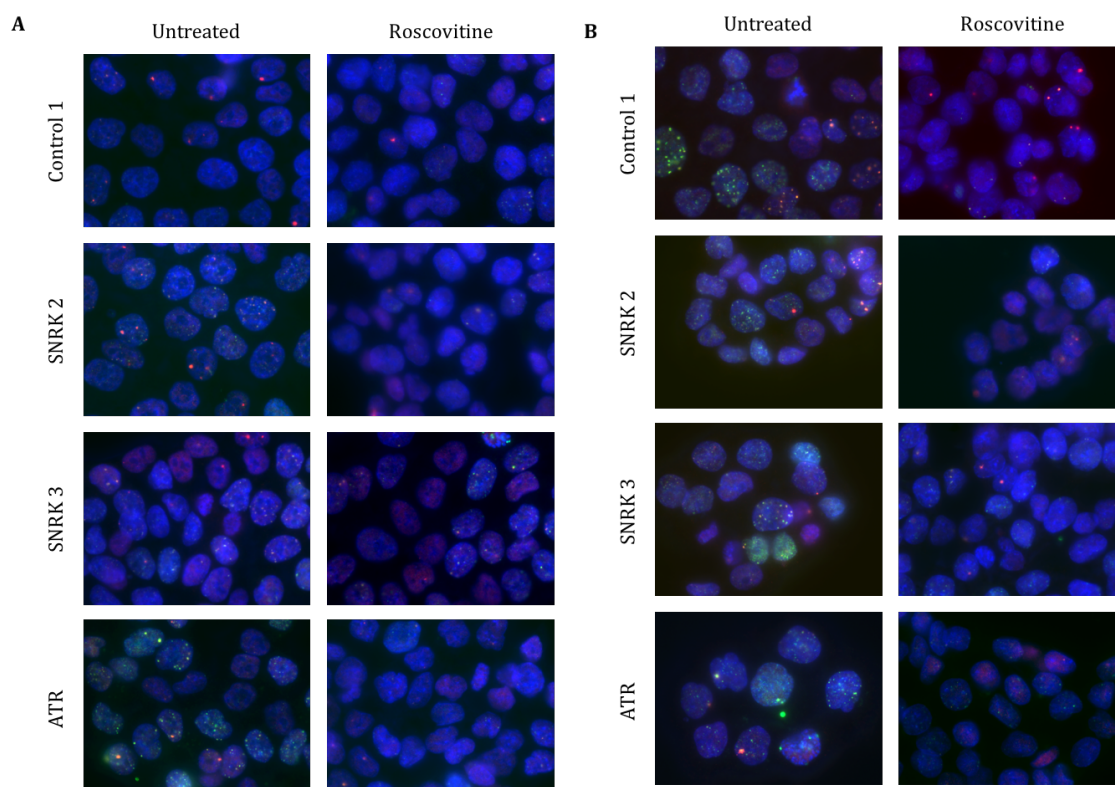 A
Untreated
Roscovitine
Control 1
SNRK 2
SNRK 3
ATR
B
Untreated
Roscovitine
Control 1
SNRK 2
SNRK 3
ATR